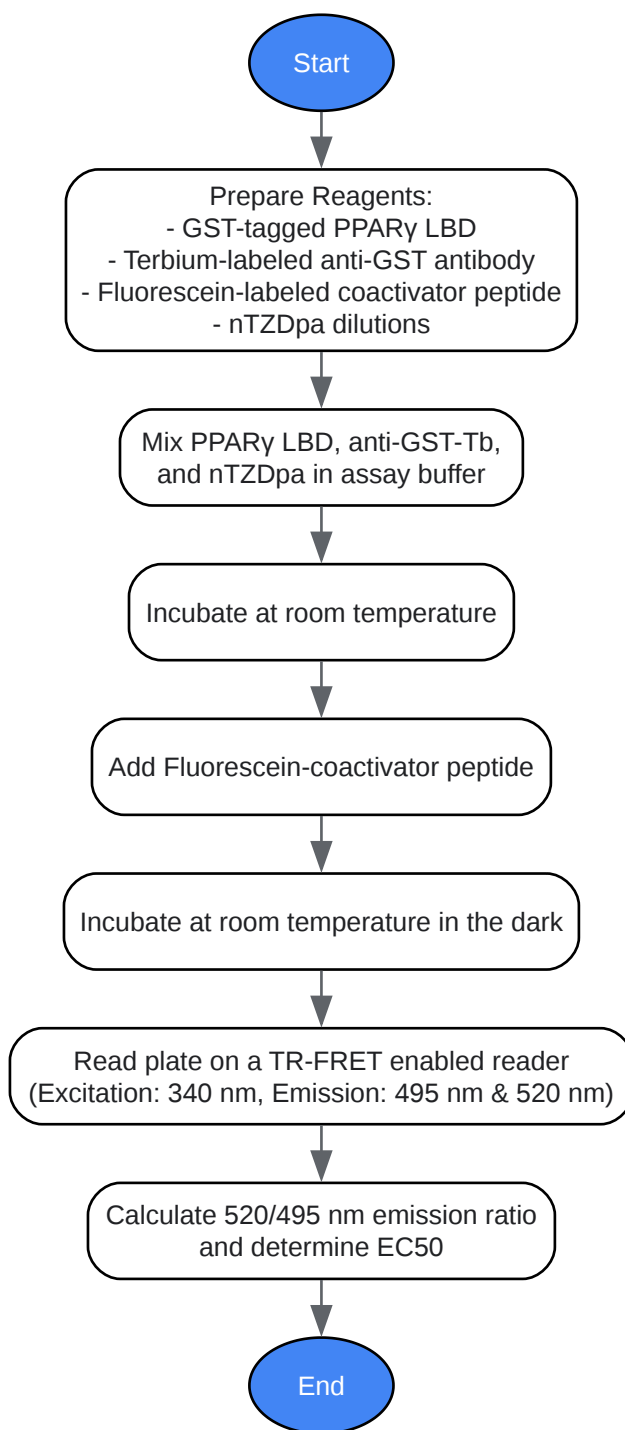 Start
Prepare Reagents:
- GST-tagged PPARγ LBD
- Terbium-labeled anti-GST antibody
- Fluorescein-labeled coactivator peptide
- nTZDpa dilutions
Mix PPARγ LBD, anti-GST-Tb,
and nTZDpa in assay buffer
Incubate at room temperature
Add Fluorescein-coactivator peptide
Incubate at room temperature in the dark
Read plate on a TR-FRET enabled reader
(Excitation: 340 nm, Emission: 495 nm & 520 nm)
Calculate 520/495 nm emission ratio
and determine EC50
End